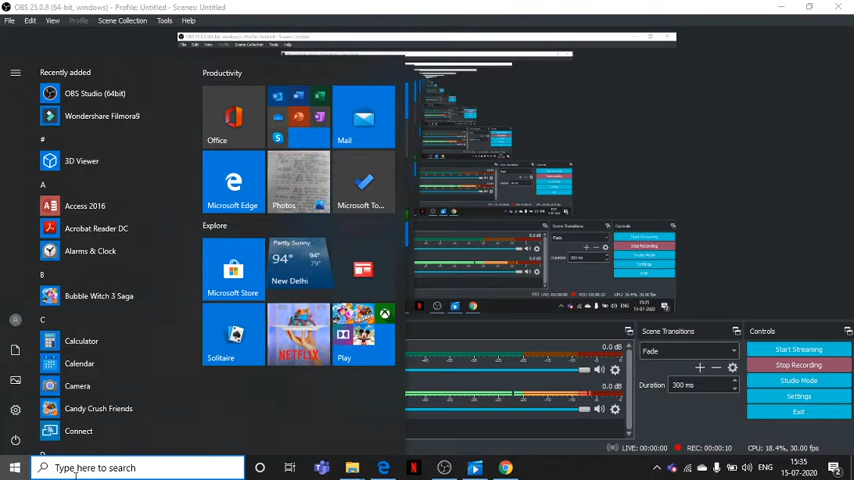 OBS 25.0.8 (64-bit, windows) - Profile: Untitled - Scenes: Untitled
File Edit View Profile Scene Collection Tools Help
Recently added
OBS Studio (64bit)
Wondershare Filmora9
#
3D Viewer
A
Access 2016
Acrobat Reader DC
Alarms & Clock
B
Bubble Witch 3 Saga
C
Calculator
Calendar
Camera
Candy Crush Friends
Connect
Productivity
Office
Mail
Microsoft Edge
Photos
Microsoft To...
Explore
Microsoft Store
Partly Sunny
94° 94°
79°
New Delhi
Solitaire
NETFLIX
Play
Scene Transitions
Fade
Duration 300 ms
Controls
Start Streaming
Stop Recording
Studio Mode
Settings
Exit
0.0 dB
0.0 dB
LIVE: 00:00:00 REC: 00:00:10 CPU: 18.4%, 30.00 fps
Type here to search
ENG
15:35
15-07-2020
2